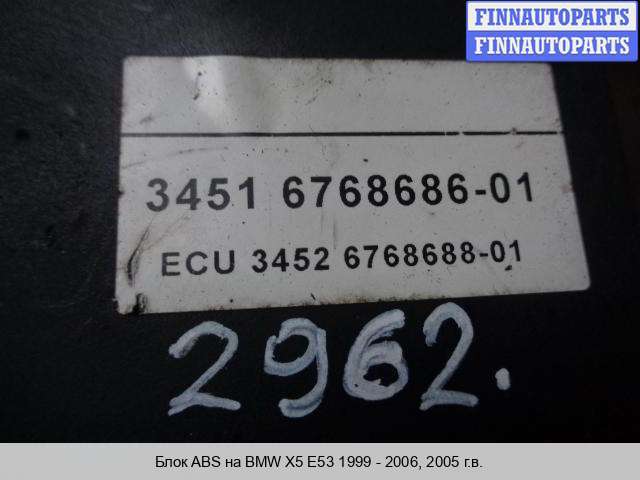 FINNAUTOPARTS
FINNAUTOPARTS
3451 6768686-01
ECU 3452 6768688-01
2962.
Блок ABS на BMW X5 E53 1999 - 2006, 2005 г.в.